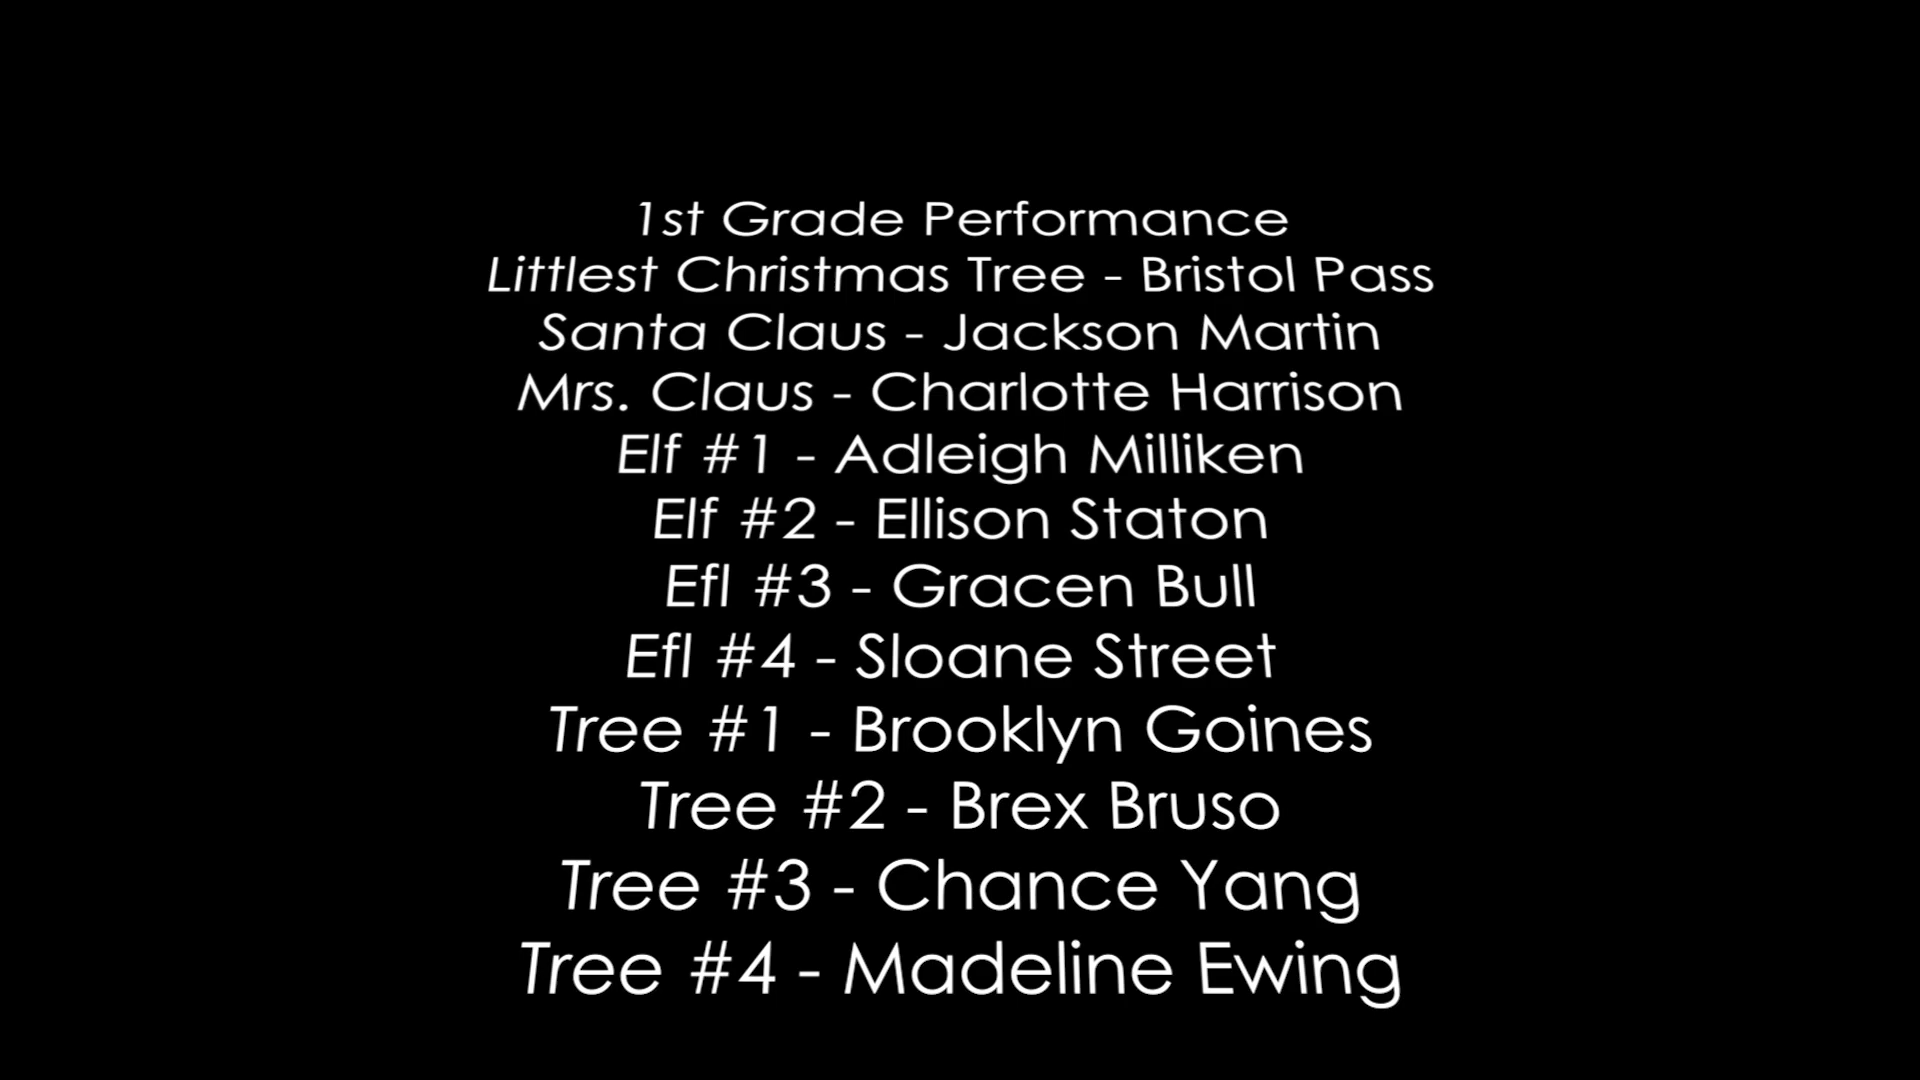 1st Grade Performance
Littlest Christmas Tree - Bristol Pass
Santa Claus - Jackson Martin
Mrs. Claus - Charlotte Harrison
Elf #1 - Adleigh Milliken
Elf #2 - Ellison Staton
Efl #3 - Gracen Bull
Efl #4 - Sloane Street
Tree #1 - Brooklyn Goines
Tree #2 - Brex Bruso
Tree #3 - Chance Yang
Tree #4 - Madeline Ewing